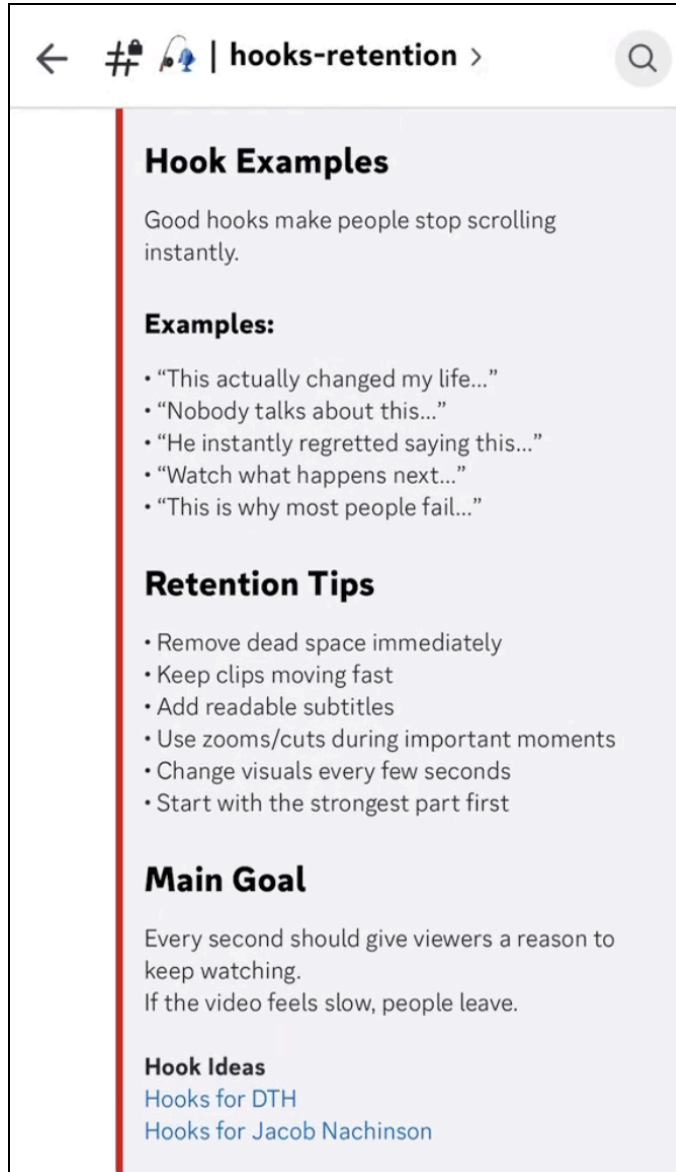 # | hooks-retention >
Hook Examples
Good hooks make people stop scrolling
instantly.
Examples:
• “This actually changed my life...”
• “Nobody talks about this...”
• “He instantly regretted saying this...”
• “Watch what happens next...”
• “This is why most people fail...”
Retention Tips
• Remove dead space immediately
• Keep clips moving fast
• Add readable subtitles
• Use zooms/cuts during important moments
• Change visuals every few seconds
• Start with the strongest part first
Main Goal
Every second should give viewers a reason to
keep watching.
If the video feels slow, people leave.
Hook Ideas
Hooks for DTH
Hooks for Jacob Nachinson